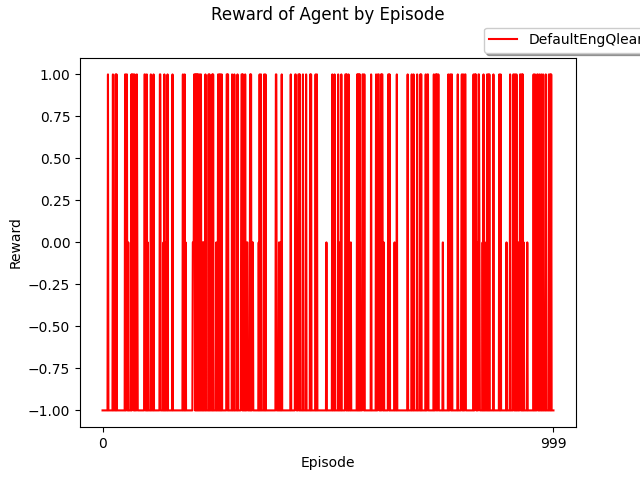 Reward of Agent by Episode
DefaultEngQlear
1.00
0.75
0.50
0.25
0.00
−0.25
−0.50
−0.75
−1.00
Reward
0 999
Episode